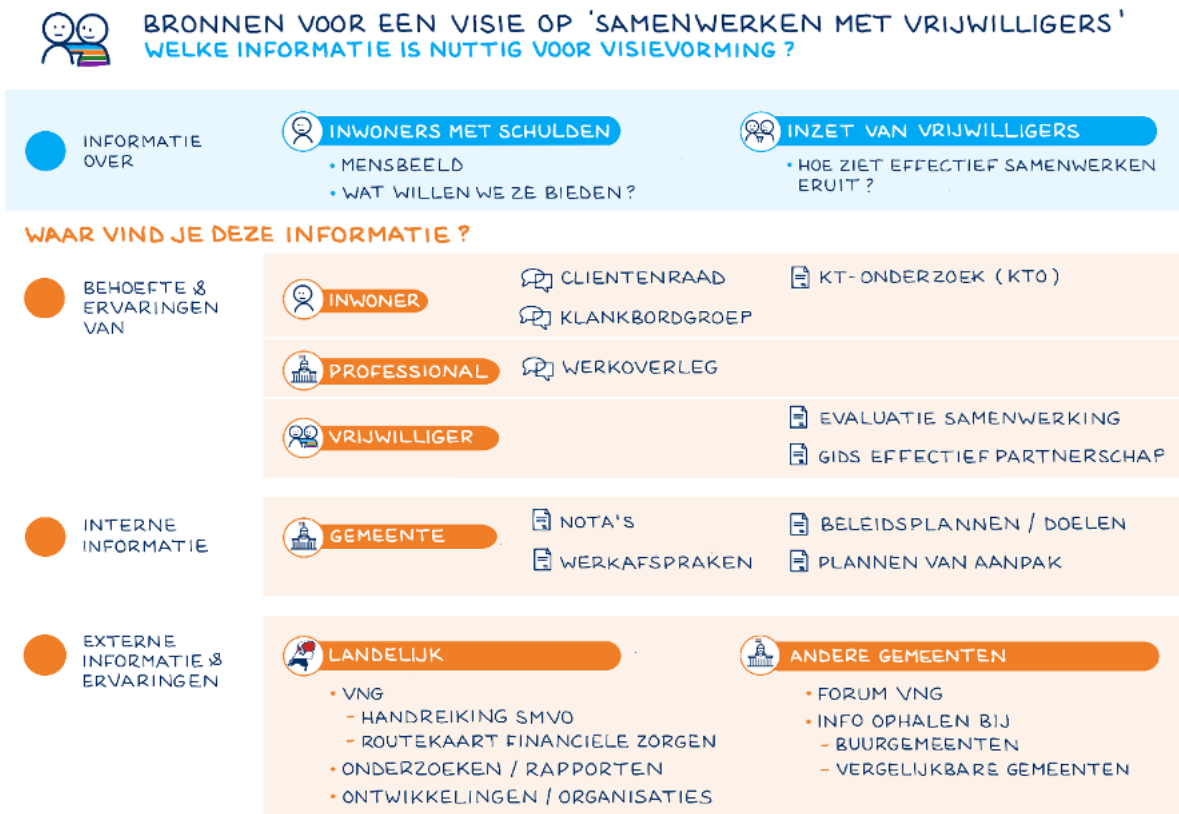 BRONNEN VOOR EEN VISIE OP 'SAMENWERKEN MET VRIJWILLIGERS'
WELKE INFORMATIE IS NUTTIG VOOR VISIEVORMING?
INFORMATIE
OVER
INWONERS MET SCHULDEN
• MENSBEELD
• WAT WILLEN WE ZE BIEDEN?
INZET VAN VRIJWILLIGERS
• HOE ZIET EFFECTIEF SAMENWERKEN
ERUIT?
WAAR VIND JE DEZE INFORMATIE?
BEHOEFTE &
ERVARINGEN
VAN
INWONER
CLIENTENRAAD
KLANKBORDGROEP
KT-ONDERZOEK (KTO)
PROFESSIONAL
WERKOVERLEG
VRIJWILLIGER
EVALUATIE SAMENWERKING
GIDS EFFECTIEF PARTNERSCHAP
INTERNE
INFORMATIE
GEMEENTE
NOTA'S
WERKAFSPRAKEN
BELEIDSPLANNEN / DOELEN
PLANNEN VAN AANPAK
EXTERNE
INFORMATIE &
ERVARINGEN
LANDELIJK
• VNG
- HANDREIKING SMVO
- ROUTEKAART FINANCIELE ZORGEN
• ONDERZOEKEN / RAPPORTEN
• ONTWIKKELINGEN / ORGANISATIES
ANDERE GEMEENTEN
• FORUM VNG
• INFO OPHALEN BIJ
- BUURGEMEENTEN
- VERGELIJKBARE GEMEENTEN